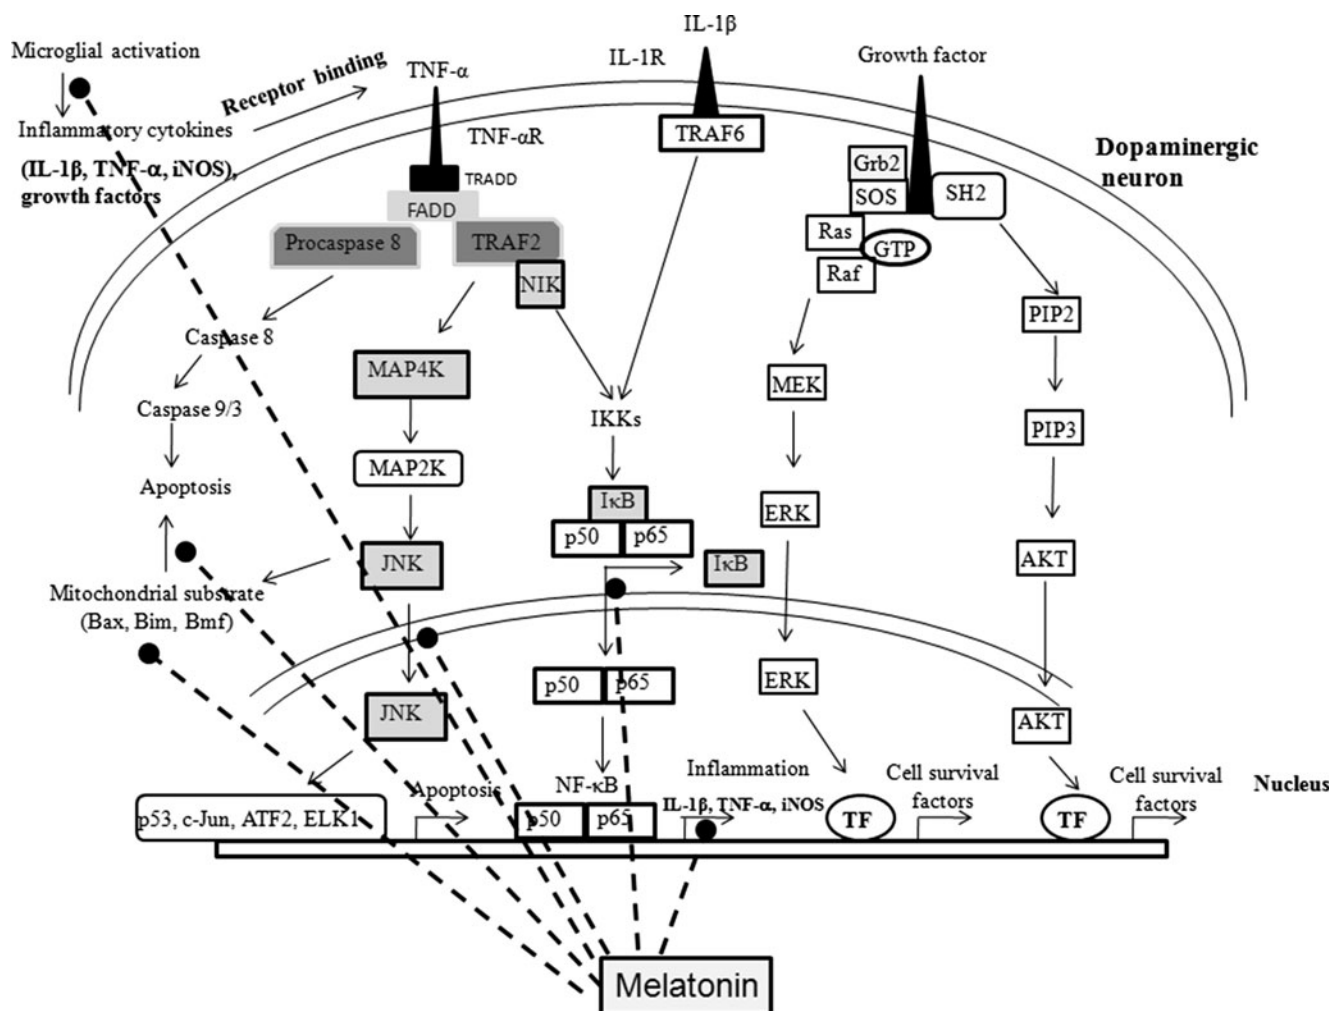 Microglial activation
Inflammatory cytokines
(IL-1β, TNF-α, iNOS),
growth factors
Receptor binding
TNF-α
TNF-αR
TRADD
FADD
Procaspase 8
TRAF2
NIK
IL-1β
IL-1R
TRAF6
Growth factor
Grb2
SOS
SH2
Ras
GTP
Raf
Dopaminergic
neuron
Caspase 8
Caspase 9/3
Apoptosis
Mitochondrial substrate
(Bax, Bim, Bmf)
MAP4K
MAP2K
JNK
JNK
IKKs
IκB
p50
p65
IκB
p50
p65
MEK
ERK
ERK
PIP2
PIP3
AKT
AKT
p53, c-Jun, ATF2, ELK1
Apoptosis
NF-κB
p50
p65
Inflammation
IL-1β, TNF-α, iNOS
TF
Cell survival
factors
TF
Cell survival
factors
Nucleus
Melatonin